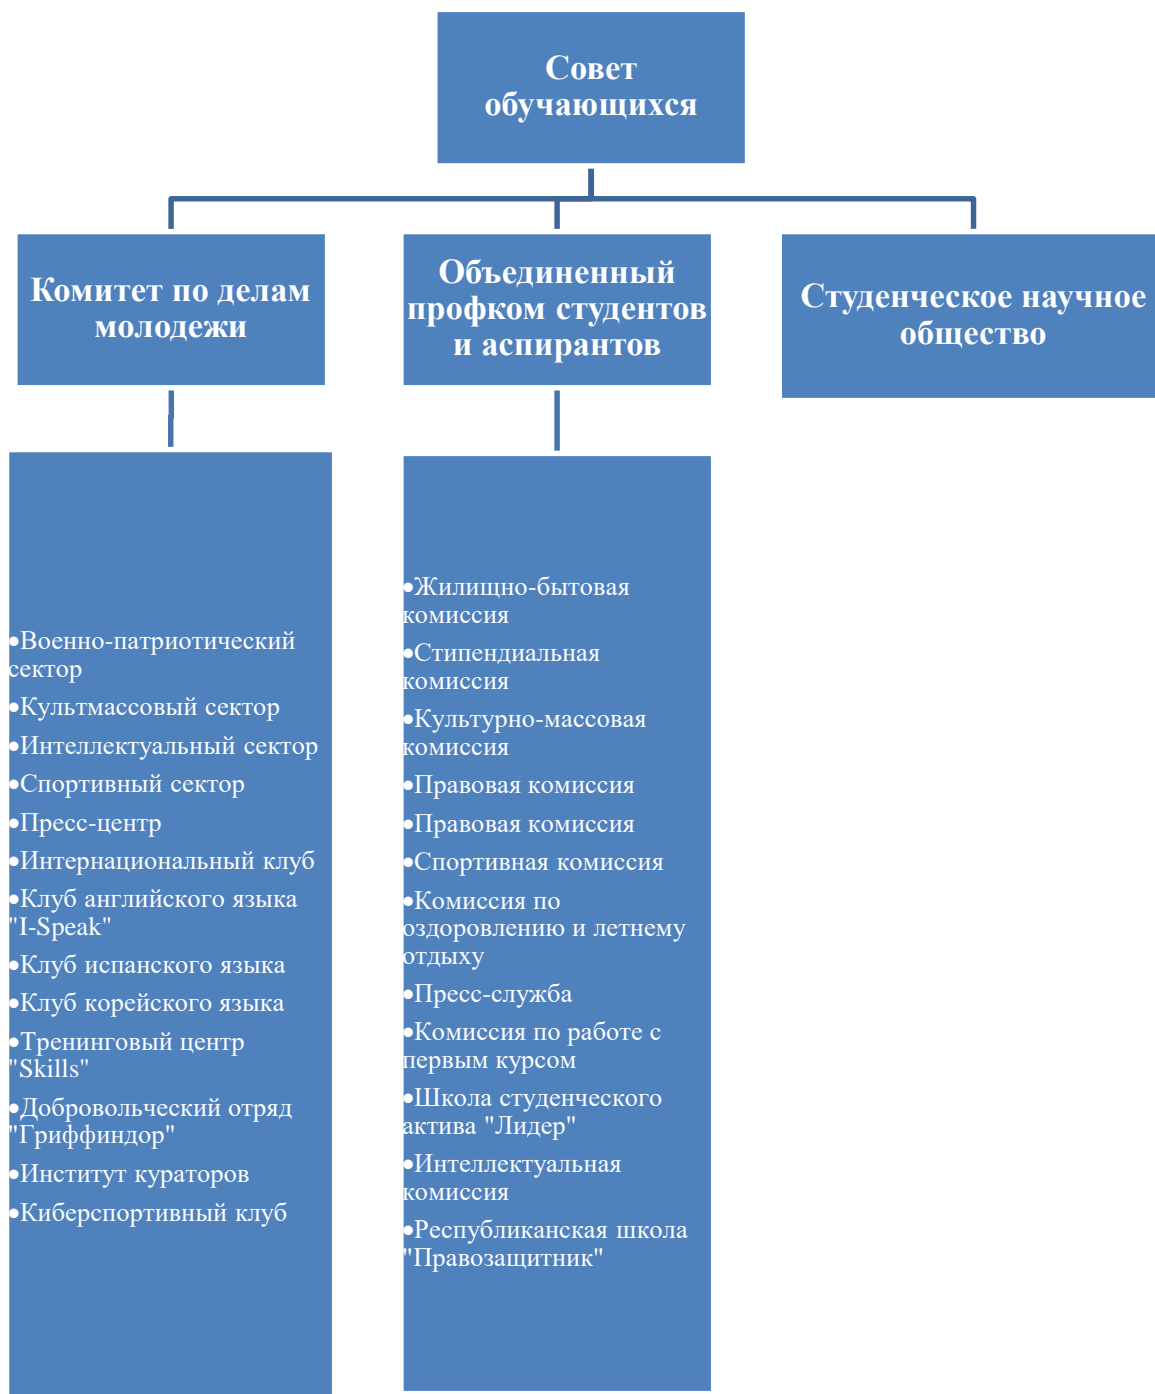 Совет
обучающихся
Комитет по делам
молодежи
Объединенный
профком студентов
и аспирантов
Студенческое научное
общество
•Военно-патриотический
сектор
•Культмассовый сектор
•Интеллектуальный сектор
•Спортивный сектор
•Пресс-центр
•Интернациональный клуб
•Клуб английского языка
"I-Speak"
•Клуб испанского языка
•Клуб корейского языка
•Тренинговый центр
"Skills"
•Добровольческий отряд
"Гриффиндор"
•Институт кураторов
•Киберспортивный клуб
•Жилищно-бытовая
комиссия
•Стипендиальная
комиссия
•Культурно-массовая
комиссия
•Правовая комиссия
•Правовая комиссия
•Спортивная комиссия
•Комиссия по
оздоровлению и летнему
отдыху
•Пресс-служба
•Комиссия по работе с
первым курсом
•Школа студенческого
актива "Лидер"
•Интеллектуальная
комиссия
•Республиканская школа
"Правозащитник"